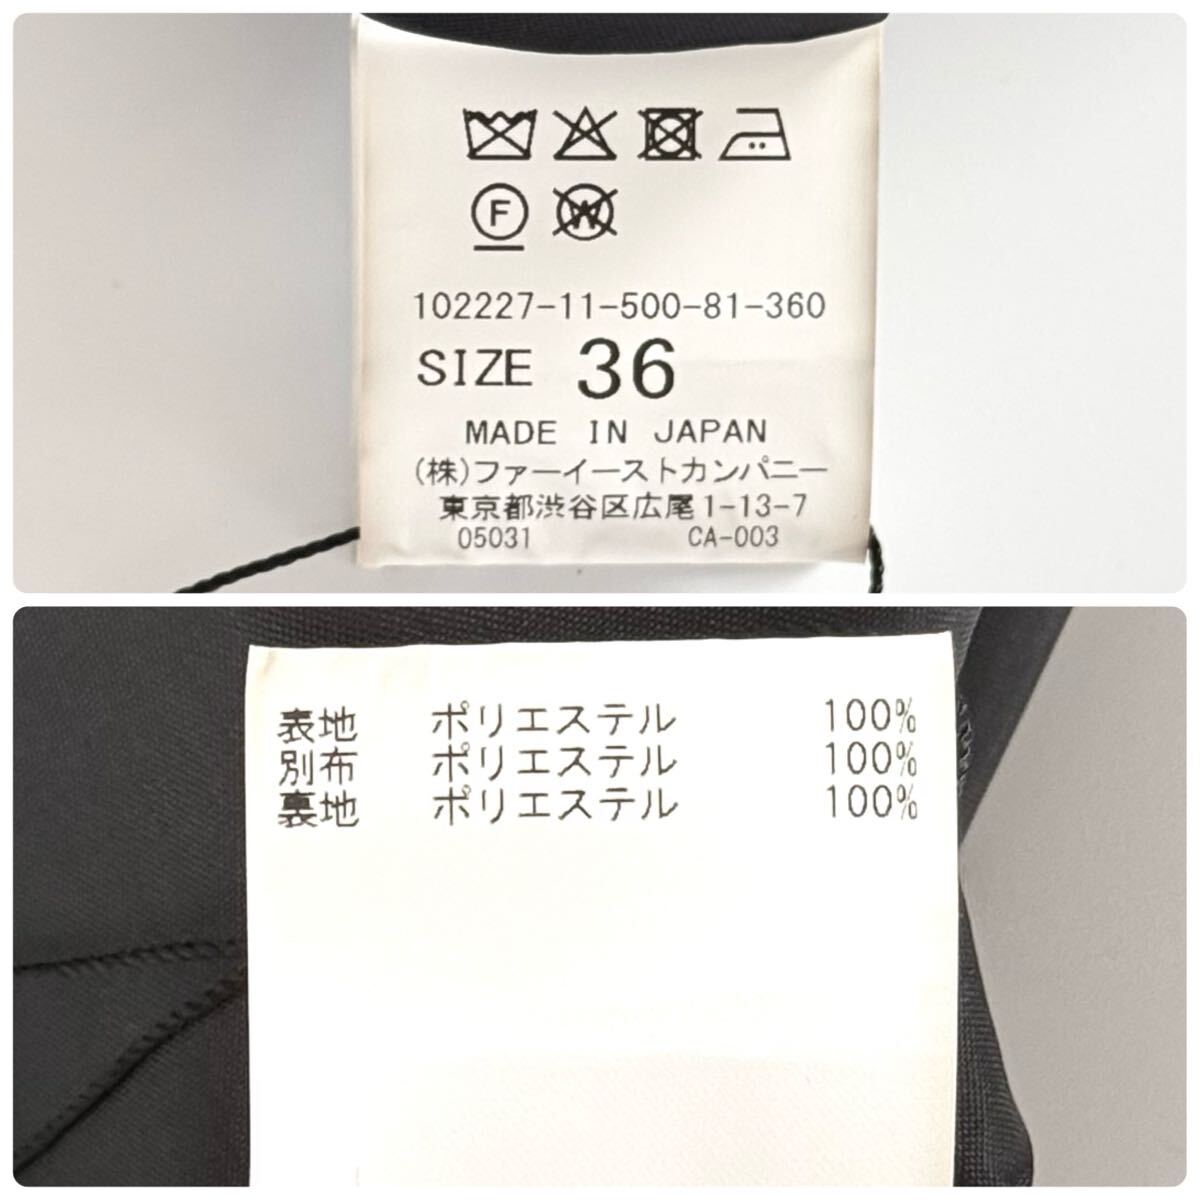 F W
102227-11-500-81-360
SIZE 36
MADE IN JAPAN
(株)ファーイーストカンパニー
東京都渋谷区広尾1-13-7
05031 CA-003
表地 ポリエステル 100%
別布 ポリエステル 100%
裏地 ポリエステル 100%